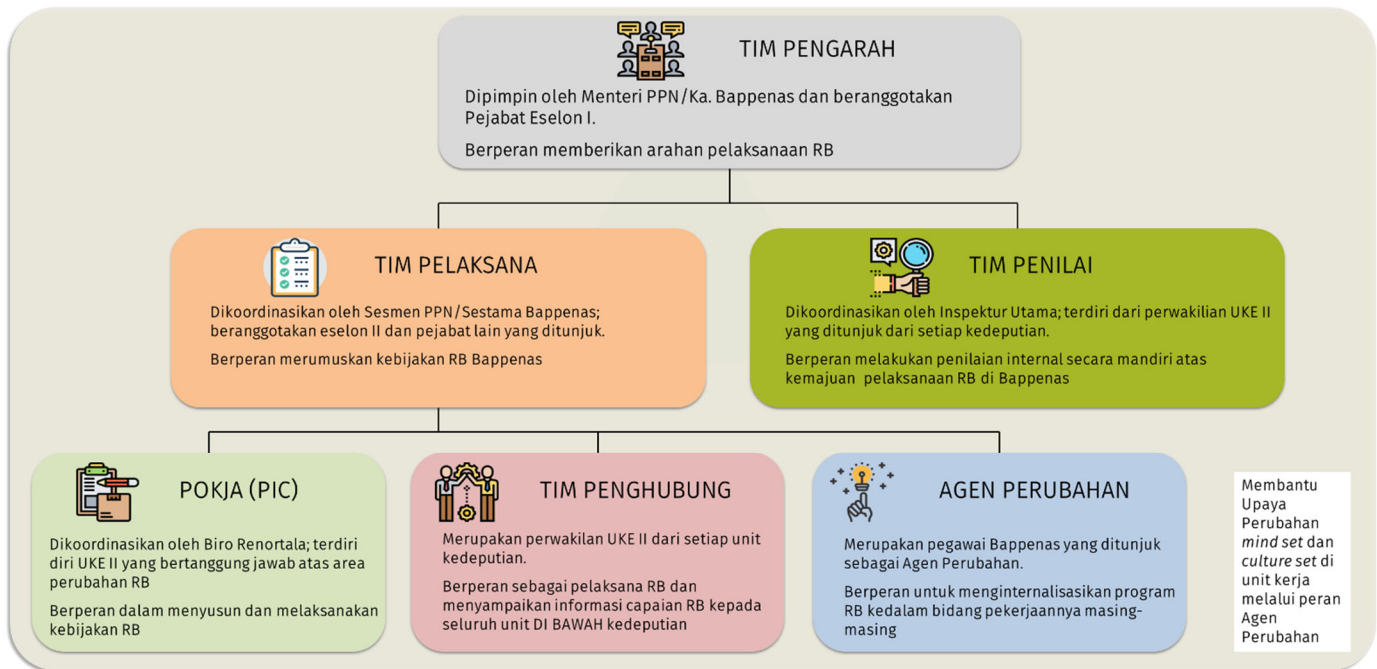 TIM PENGARAH
Dipimpin oleh Menteri PPN/Ka. Bappenas dan beranggotakan
Pejabat Eselon I.
Berperan memberikan arahan pelaksanaan RB
TIM PELAKSANA
Dikoordinasikan oleh Sesmen PPN/Sestama Bappenas;
beranggotakan eselon II dan pejabat lain yang ditunjuk.
Berperan merumuskan kebijakan RB Bappenas
TIM PENILAI
Dikoordinasikan oleh Inspektur Utama; terdiri dari perwakilan UKE II
yang ditunjuk dari setiap kedeputian.
Berperan melakukan penilaian internal secara mandiri atas
kemajuan pelaksanaan RB di Bappenas
POKJA (PIC)
Dikoordinasikan oleh Biro Renortala; terdiri
diri UKE II yang bertanggung jawab atas area
perubahan RB
Berperan dalam menyusun dan melaksanakan
kebijakan RB
TIM PENGHUBUNG
Merupakan perwakilan UKE II dari setiap unit
kedeputian.
Berperan sebagai pelaksana RB dan
menyampaikan informasi capaian RB kepada
seluruh unit DI BAWAH kedeputian
AGEN PERUBAHAN
Merupakan pegawai Bappenas yang ditunjuk
sebagai Agen Perubahan.
Berperan untuk menginternalisasikan program
RB kedalam bidang pekerjaannya masing-
masing
Membantu
Upaya
Perubahan
mind set dan
culture set di
unit kerja
melalui peran
Agen
Perubahan